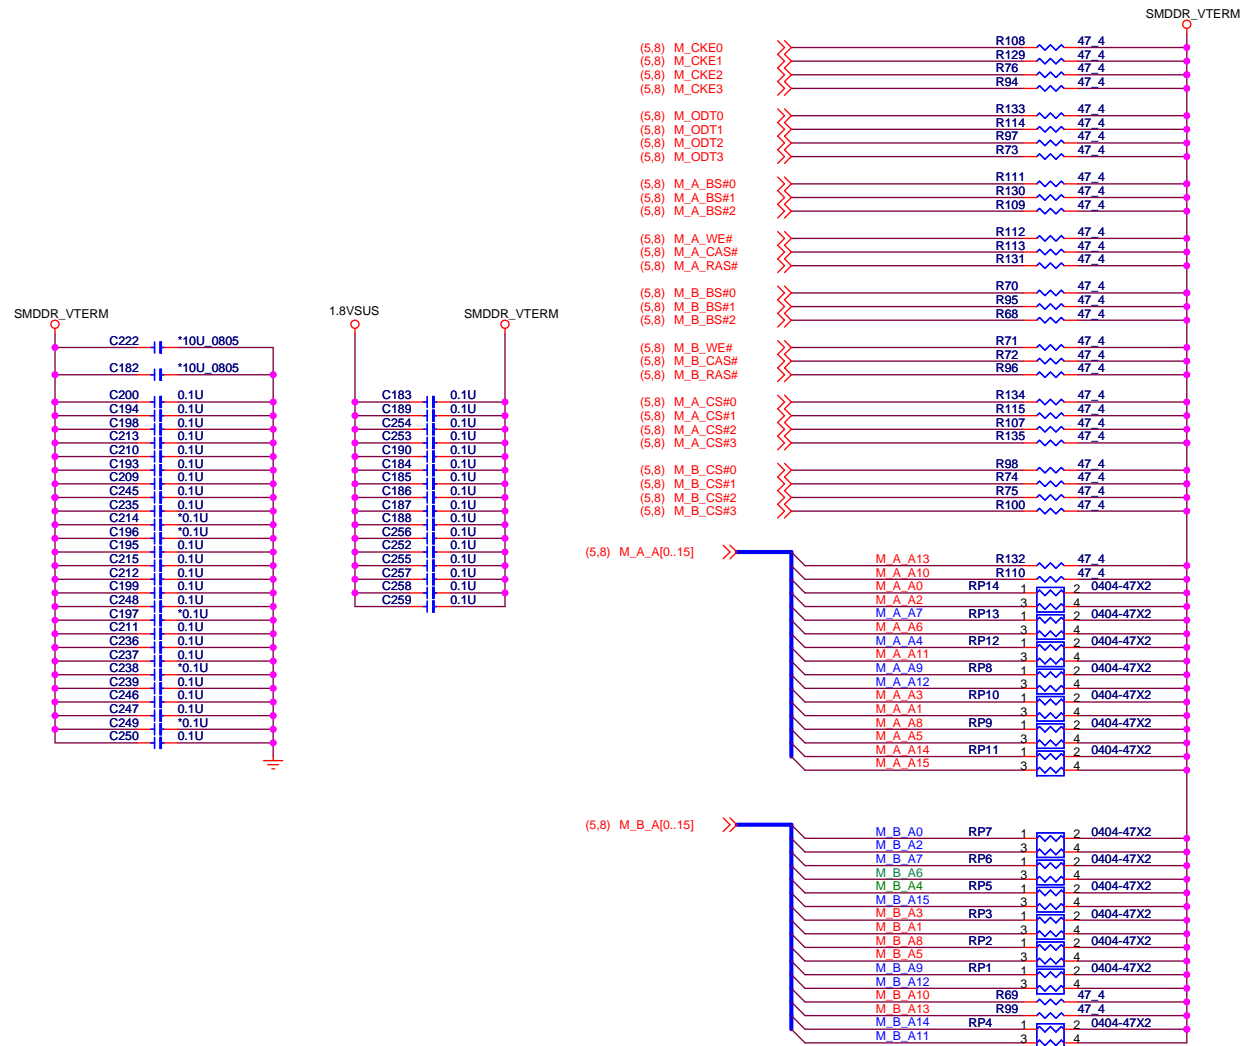 SMDDR_VTERM
(5,8) M_CKE0 R108 47_4
(5,8) M_CKE1 R129 47_4
(5,8) M_CKE2 R76 47_4
(5,8) M_CKE3 R94 47_4
(5,8) M_ODT0 R133 47_4
(5,8) M_ODT1 R114 47_4
(5,8) M_ODT2 R97 47_4
(5,8) M_ODT3 R73 47_4
(5,8) M_A_BS#0 R111 47_4
(5,8) M_A_BS#1 R130 47_4
(5,8) M_A_BS#2 R109 47_4
(5,8) M_A_WE# R112 47_4
(5,8) M_A_CAS# R113 47_4
(5,8) M_A_RAS# R131 47_4
(5,8) M_B_BS#0 R70 47_4
(5,8) M_B_BS#1 R95 47_4
(5,8) M_B_BS#2 R68 47_4
(5,8) M_B_WE# R71 47_4
(5,8) M_B_CAS# R72 47_4
(5,8) M_B_RAS# R96 47_4
(5,8) M_A_CS#0 R134 47_4
(5,8) M_A_CS#1 R115 47_4
(5,8) M_A_CS#2 R107 47_4
(5,8) M_A_CS#3 R135 47_4
(5,8) M_B_CS#0 R98 47_4
(5,8) M_B_CS#1 R74 47_4
(5,8) M_B_CS#2 R75 47_4
(5,8) M_B_CS#3 R100 47_4
SMDDR_VTERM
C222 *10U_0805
C182 *10U_0805
C200 0.1U
C194 0.1U
C198 0.1U
C213 0.1U
C210 0.1U
C193 0.1U
C209 0.1U
C245 0.1U
C235 0.1U
C214 *0.1U
C196 *0.1U
C195 0.1U
C215 0.1U
C212 0.1U
C199 0.1U
C248 0.1U
C197 *0.1U
C211 0.1U
C236 0.1U
C237 0.1U
C238 *0.1U
C239 0.1U
C246 0.1U
C247 0.1U
C249 *0.1U
C250 0.1U
1.8VSUS SMDDR_VTERM
C183 0.1U
C189 0.1U
C254 0.1U
C253 0.1U
C190 0.1U
C184 0.1U
C185 0.1U
C186 0.1U
C187 0.1U
C188 0.1U
C256 0.1U
C252 0.1U
C255 0.1U
C257 0.1U
C258 0.1U
C259 0.1U
(5,8) M_A_A[0..15]
M_A_A13 R132 47_4
M_A_A10 R110 47_4
M_A_A0 RP14 1 2 0404-47X2
M_A_A2 3 4
M_A_A7 RP13 1 2 0404-47X2
M_A_A6 3 4
M_A_A4 RP12 1 2 0404-47X2
M_A_A11 3 4
M_A_A9 RP8 1 2 0404-47X2
M_A_A12 3 4
M_A_A3 RP10 1 2 0404-47X2
M_A_A1 3 4
M_A_A8 RP9 1 2 0404-47X2
M_A_A5 3 4
M_A_A14 RP11 1 2 0404-47X2
M_A_A15 3 4
(5,8) M_B_A[0..15]
M_B_A0 RP7 1 2 0404-47X2
M_B_A2 3 4
M_B_A7 RP6 1 2 0404-47X2
M_B_A6 3 4
M_B_A4 RP5 1 2 0404-47X2
M_B_A15 3 4
M_B_A3 RP3 1 2 0404-47X2
M_B_A1 3 4
M_B_A8 RP2 1 2 0404-47X2
M_B_A5 3 4
M_B_A9 RP1 1 2 0404-47X2
M_B_A12 3 4
M_B_A10 R69 47_4
M_B_A13 R99 47_4
M_B_A14 RP4 1 2 0404-47X2
M_B_A11 3 4